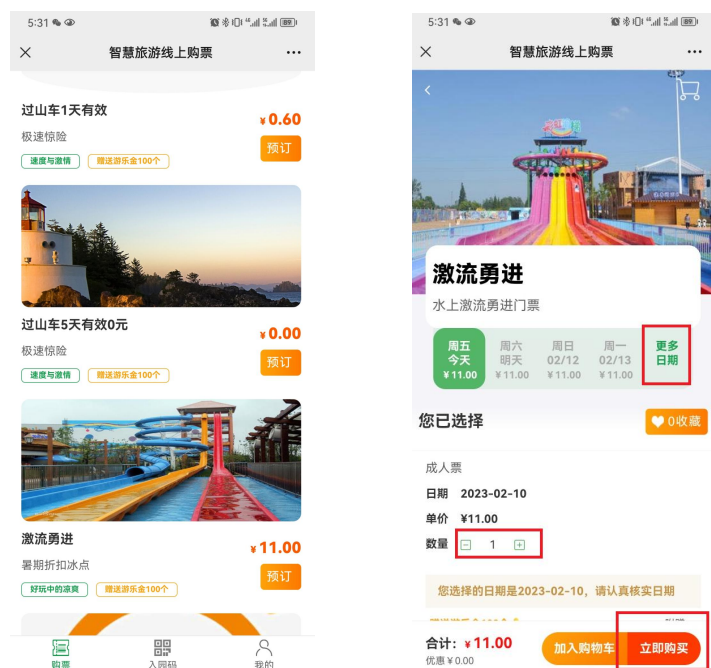 5:31
89
智慧旅游线上购票
过山车1天有效
¥0.60
极速惊险
预订
速度与激情
赠送游乐金100个
过山车5天有效0元
¥0.00
极速惊险
预订
速度与激情
赠送游乐金100个
激流勇进
¥11.00
暑期折扣冰点
预订
好玩中的凉爽
赠送游乐金100个
购票
入园码
我的
5:31
89
智慧旅游线上购票
激流勇进
水上激流勇进门票
周五 周六 周日 周一 更多
今天 明天 02/12 02/13 日期
¥11.00 ¥11.00 ¥11.00 ¥11.00
您已选择
0收藏
成人票
日期 2023-02-10
单价 ¥11.00
数量 1
您选择的日期是2023-02-10，请认真核实日期
合计：¥11.00
加入购物车
立即购买
优惠¥0.00